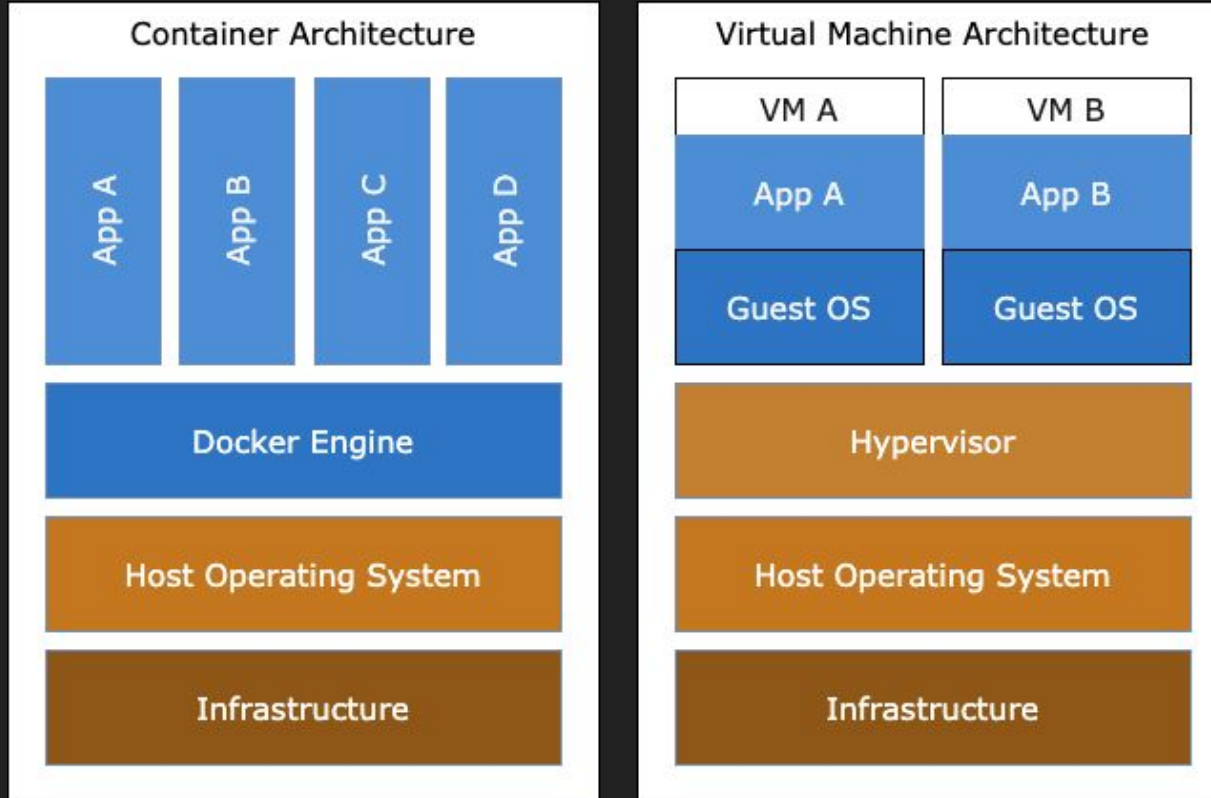 Container Architecture
App A
App B
App C
App D
Docker Engine
Host Operating System
Infrastructure
Virtual Machine Architecture
VM A
App A
Guest OS
VM B
App B
Guest OS
Hypervisor
Host Operating System
Infrastructure